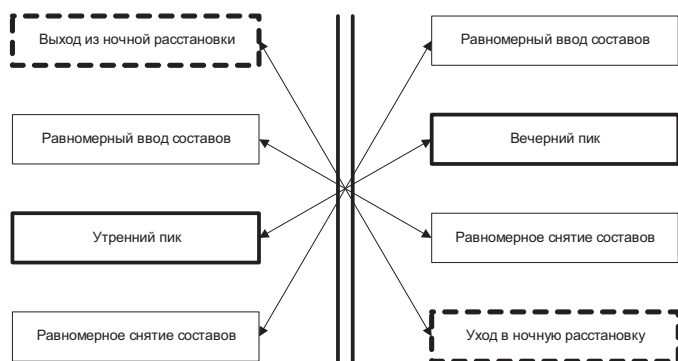 Выход из ночной расстановки
Равномерный ввод составов
Утренний пик
Равномерное снятие составов
Равномерный ввод составов
Вечерний пик
Равномерное снятие составов
Уход в ночную расстановку